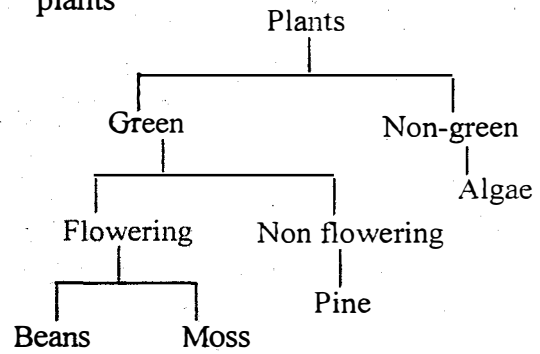 plants
Plants
Green Non-green
Algae
Flowering Non flowering
Pine
Beans Moss